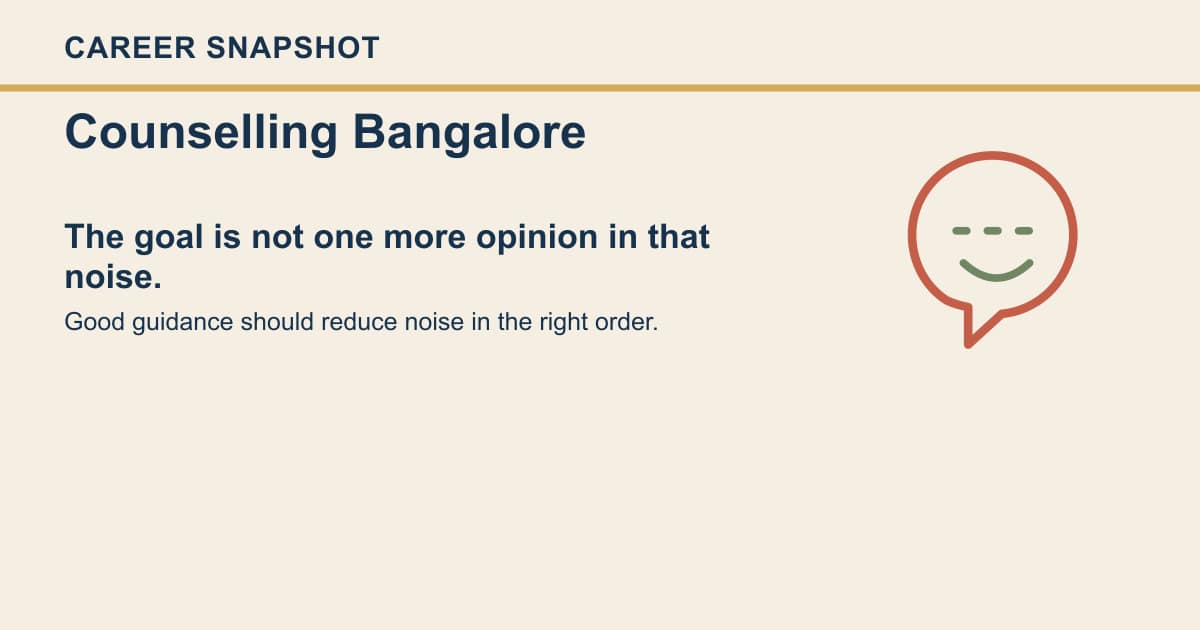 CAREER SNAPSHOT
Counselling Bangalore
The goal is not one more opinion in that
noise.
Good guidance should reduce noise in the right order.